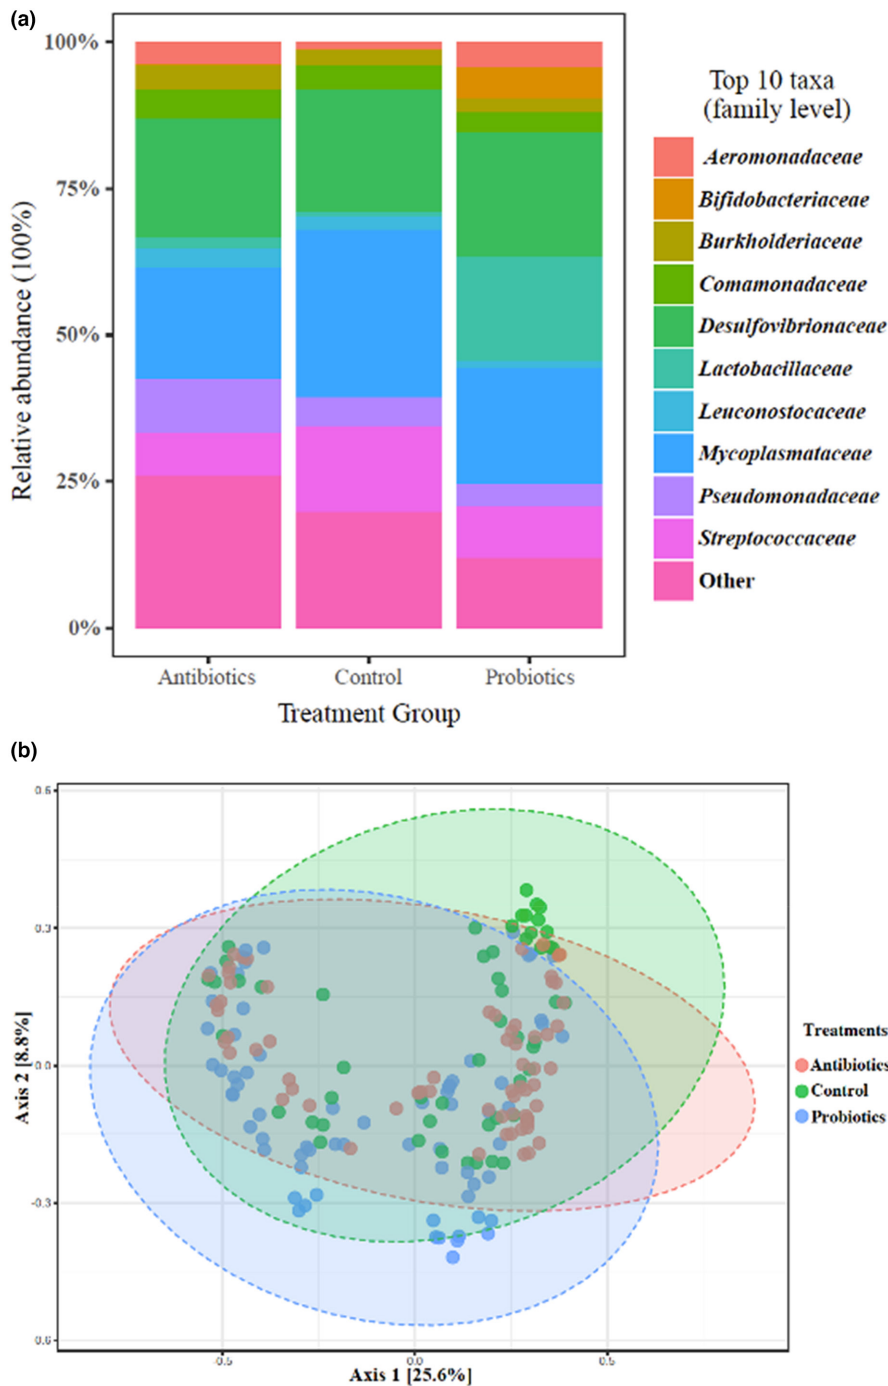 (a)
100%
75%
50%
25%
0%
Relative abundance (100%)
Antibiotics
Control
Probiotics
Treatment Group
Top 10 taxa
(family level)
Aeromonadaceae
Bifidobacteriaceae
Burkholderiaceae
Comamonadaceae
Desulfovibrionaceae
Lactobacillaceae
Leuconostocaceae
Mycoplasmataceae
Pseudomonadaceae
Streptococcaceae
Other
(b)
0.6
0.3
0.0
-0.3
Axis 2 [8.8%]
-0.5
0.0
0.5
Axis 1 [25.6%]
Treatments
Antibiotics
Control
Probiotics